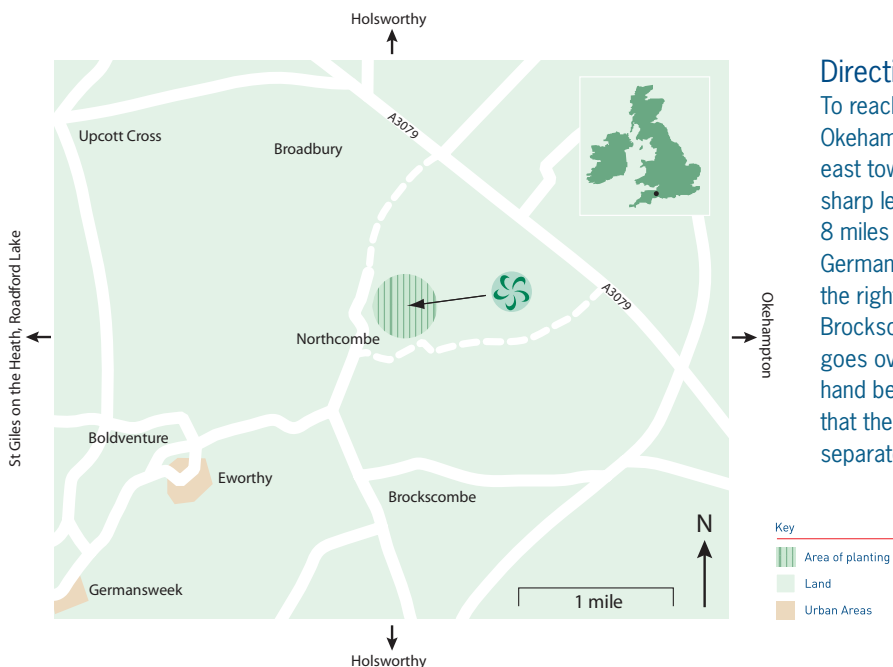 Holsworthy
A3079
Upcott Cross
Broadbury
A3079
St Giles on the Heath, Roadford Lake
Northcombe
Okehampton
Boldventure
Eworthy
Brockscombe
Germansweek
N
1 mile
Holsworthy
Directi
To reach
Okeham
east tow
sharp le
8 miles
German
the right
Brocksc
goes ov
hand be
that the
separat
Key
Area of planting
Land
Urban Areas